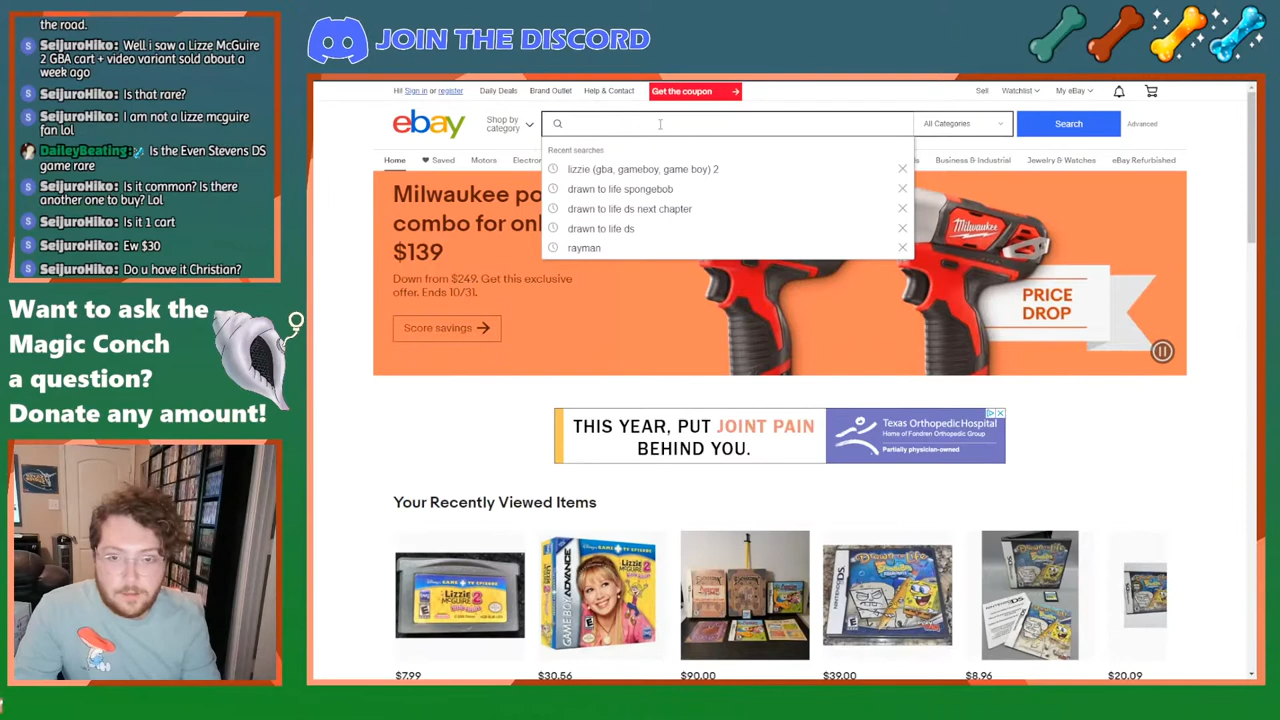 the road.
SeijuroHiko: Well i saw a Lizze McGuire
2 GBA cart + video variant sold about a
week ago
SeijuroHiko: Is that rare?
SeijuroHiko: I am not a lizze mcguire
fan lol
DaileyBeating: Is the Even Stevens DS
game rare
SeijuroHiko: Is it common? Is there
another one to buy? Lol
SeijuroHiko: Is it 1 cart
SeijuroHiko: Ew $30
SeijuroHiko: Do u have it Christian?
Want to ask the
Magic Conch
a question?
Donate any amount!
JOIN THE DISCORD
Hi! Sign in or register
Daily Deals
Brand Outlet
Help & Contact
Get the coupon
Sell
Watchlist
My eBay
ebay
Shop by
category
All Categories
Search
Advanced
Recent searches
lizzie (gba, gameboy, game boy) 2
drawn to life spongebob
drawn to life ds next chapter
drawn to life ds
rayman
Home
Saved
Motors
Business & Industrial
Jewelry & Watches
eBay Refurbished
combo for onl
$139
Down from $249. Get this exclusive
offer. Ends 10/31.
Score savings
Milwaukee
PRICE
DROP
THIS YEAR, PUT JOINT PAIN
BEHIND YOU.
Texas Orthopedic Hospital
Home of Fondren Orthopedic Group
Partially physician-owned
Your Recently Viewed Items
GAME BOY ADVANCE
Lizzie
McGUIRE 2
$7.99
$30.56
$90.00
$39.00
$8.96
$20.09